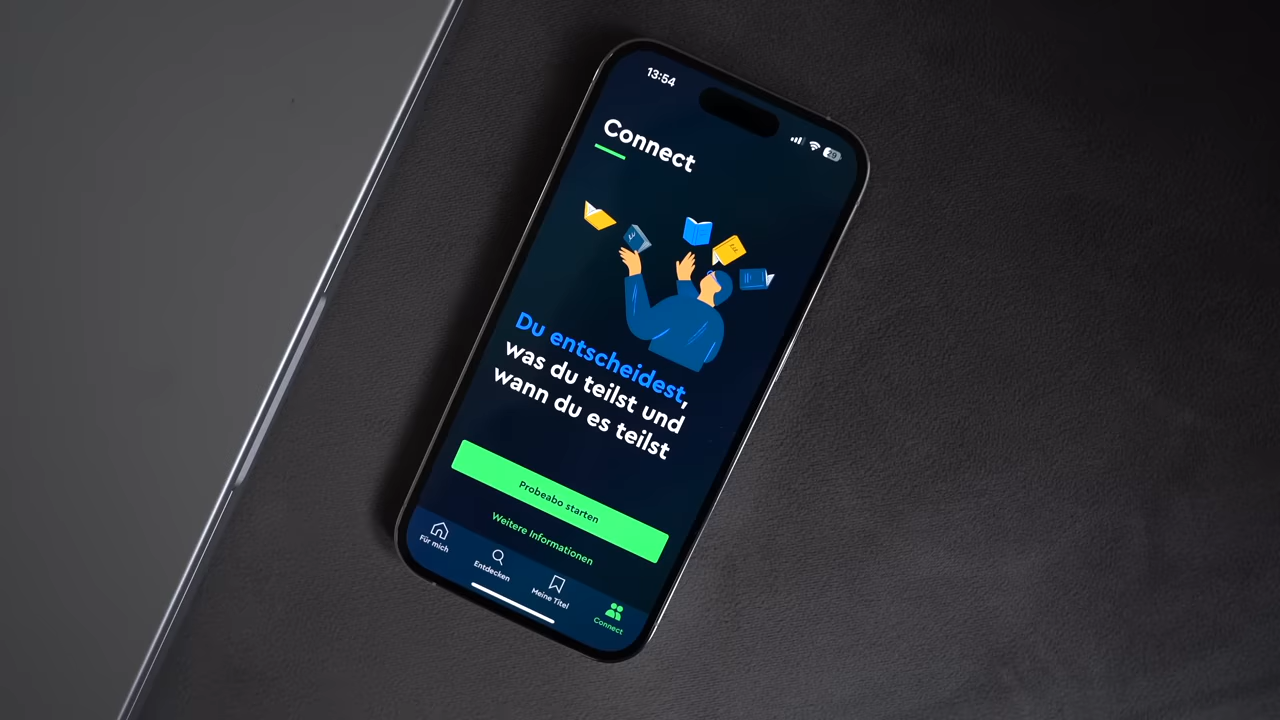 13:54
29
Connect
Du entscheidest,
was du teilst und
wann du es teilst
Probeabo starten
Weitere Informationen
Für mich
Entdecken
Meine Titel
Connect